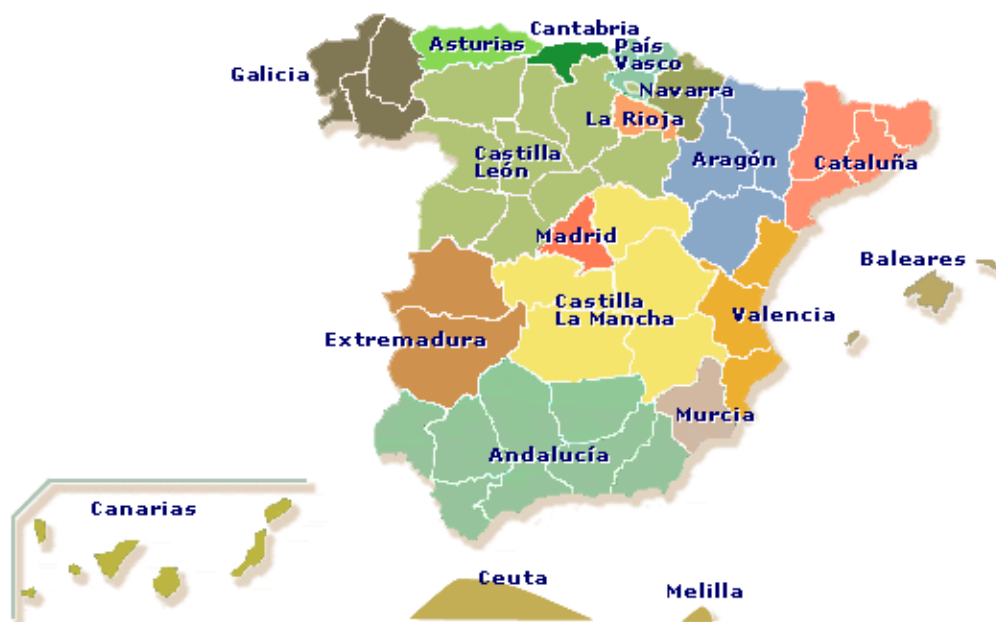 Cantabria
Asturias
País
Vasco
Galicia
Navarra
La Rioja
Castilla
León
Aragón
Cataluña
Madrid
Baleares
Castilla
La Mancha
Valencia
Extremadura
Murcia
Andalucía
Canarias
Ceuta
Melilla